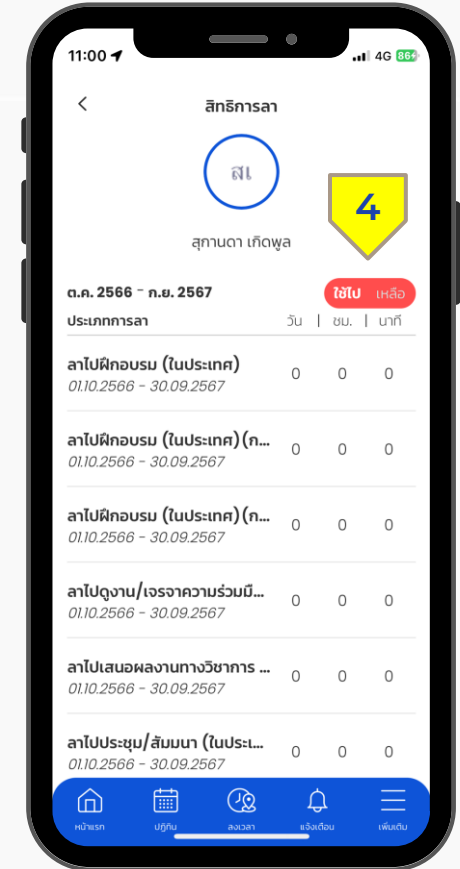 11:00 4G 86
สิทธิการลา
สเ
4
สุกานดา เกิดพูล
ต.ค. 2566 - ก.ย. 2567 ใช้ไป เหลือ
ประเภทการลา วัน | ชม. | นาที
ลาไปฝึกอบรม (ในประเทศ) 0 0 0
01.10.2566 - 30.09.2567
ลาไปฝึกอบรม (ในประเทศ) (ก... 0 0 0
01.10.2566 - 30.09.2567
ลาไปฝึกอบรม (ในประเทศ) (ก... 0 0 0
01.10.2566 - 30.09.2567
ลาไปดูงาน/เจรจาความร่วมมื... 0 0 0
01.10.2566 - 30.09.2567
ลาไปเสนอผลงานทางวิชาการ ... 0 0 0
01.10.2566 - 30.09.2567
ลาไปประชุม/สัมมนา (ในประเ... 0 0 0
01.10.2566 - 30.09.2567
หน้าแรก ปฏิทิน ลงเวลา แจ้งเตือน เพิ่มเติม